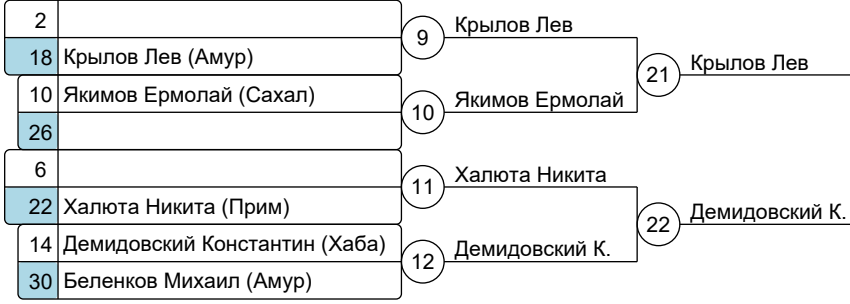 2
9
Крылов Лев
18 Крылов Лев (Амур)
21
Крылов Лев
10 Якимов Ермолай (Сахал)
10
Якимов Ермолай
26
6
11
Халюта Никита
22 Халюта Никита (Прим)
22
Демидовский К.
14 Демидовский Константин (Хаба)
12
Демидовский К.
30 Беленков Михаил (Амур)